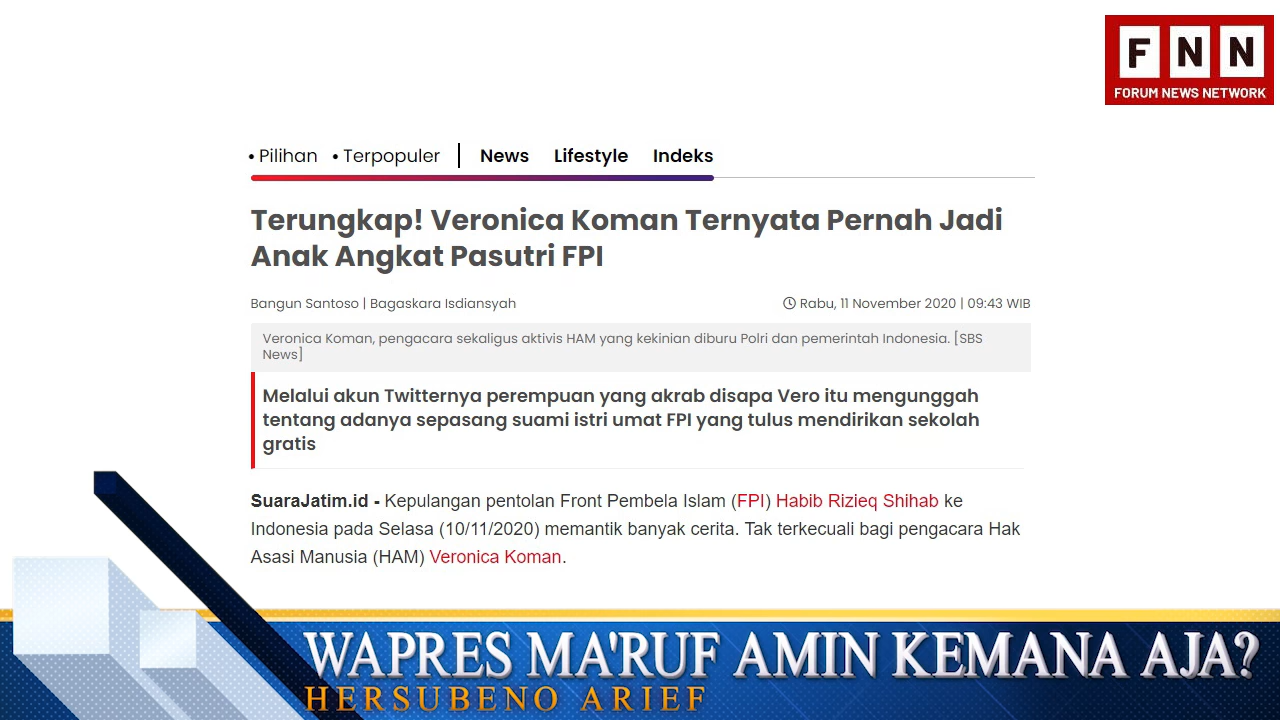 F N N
FORUM NEWS NETWORK
• Pilihan • Terpopuler | News Lifestyle Indeks
Terungkap! Veronica Koman Ternyata Pernah Jadi
Anak Angkat Pasutri FPI
Bangun Santoso | Bagaskara Isdiansyah Rabu, 11 November 2020 | 09:43 WIB
Veronica Koman, pengacara sekaligus aktivis HAM yang kekinian diburu Polri dan pemerintah Indonesia. [SBS
News]
Melalui akun Twitternya perempuan yang akrab disapa Vero itu mengunggah
tentang adanya sepasang suami istri umat FPI yang tulus mendirikan sekolah
gratis
SuaraJatim.id - Kepulangan pentolan Front Pembela Islam (FPI) Habib Rizieq Shihab ke
Indonesia pada Selasa (10/11/2020) memantik banyak cerita. Tak terkecuali bagi pengacara Hak
Asasi Manusia (HAM) Veronica Koman.
WAPRES MA'RUF AMIN KEMANA AJA?
HERSUBENO ARIEF